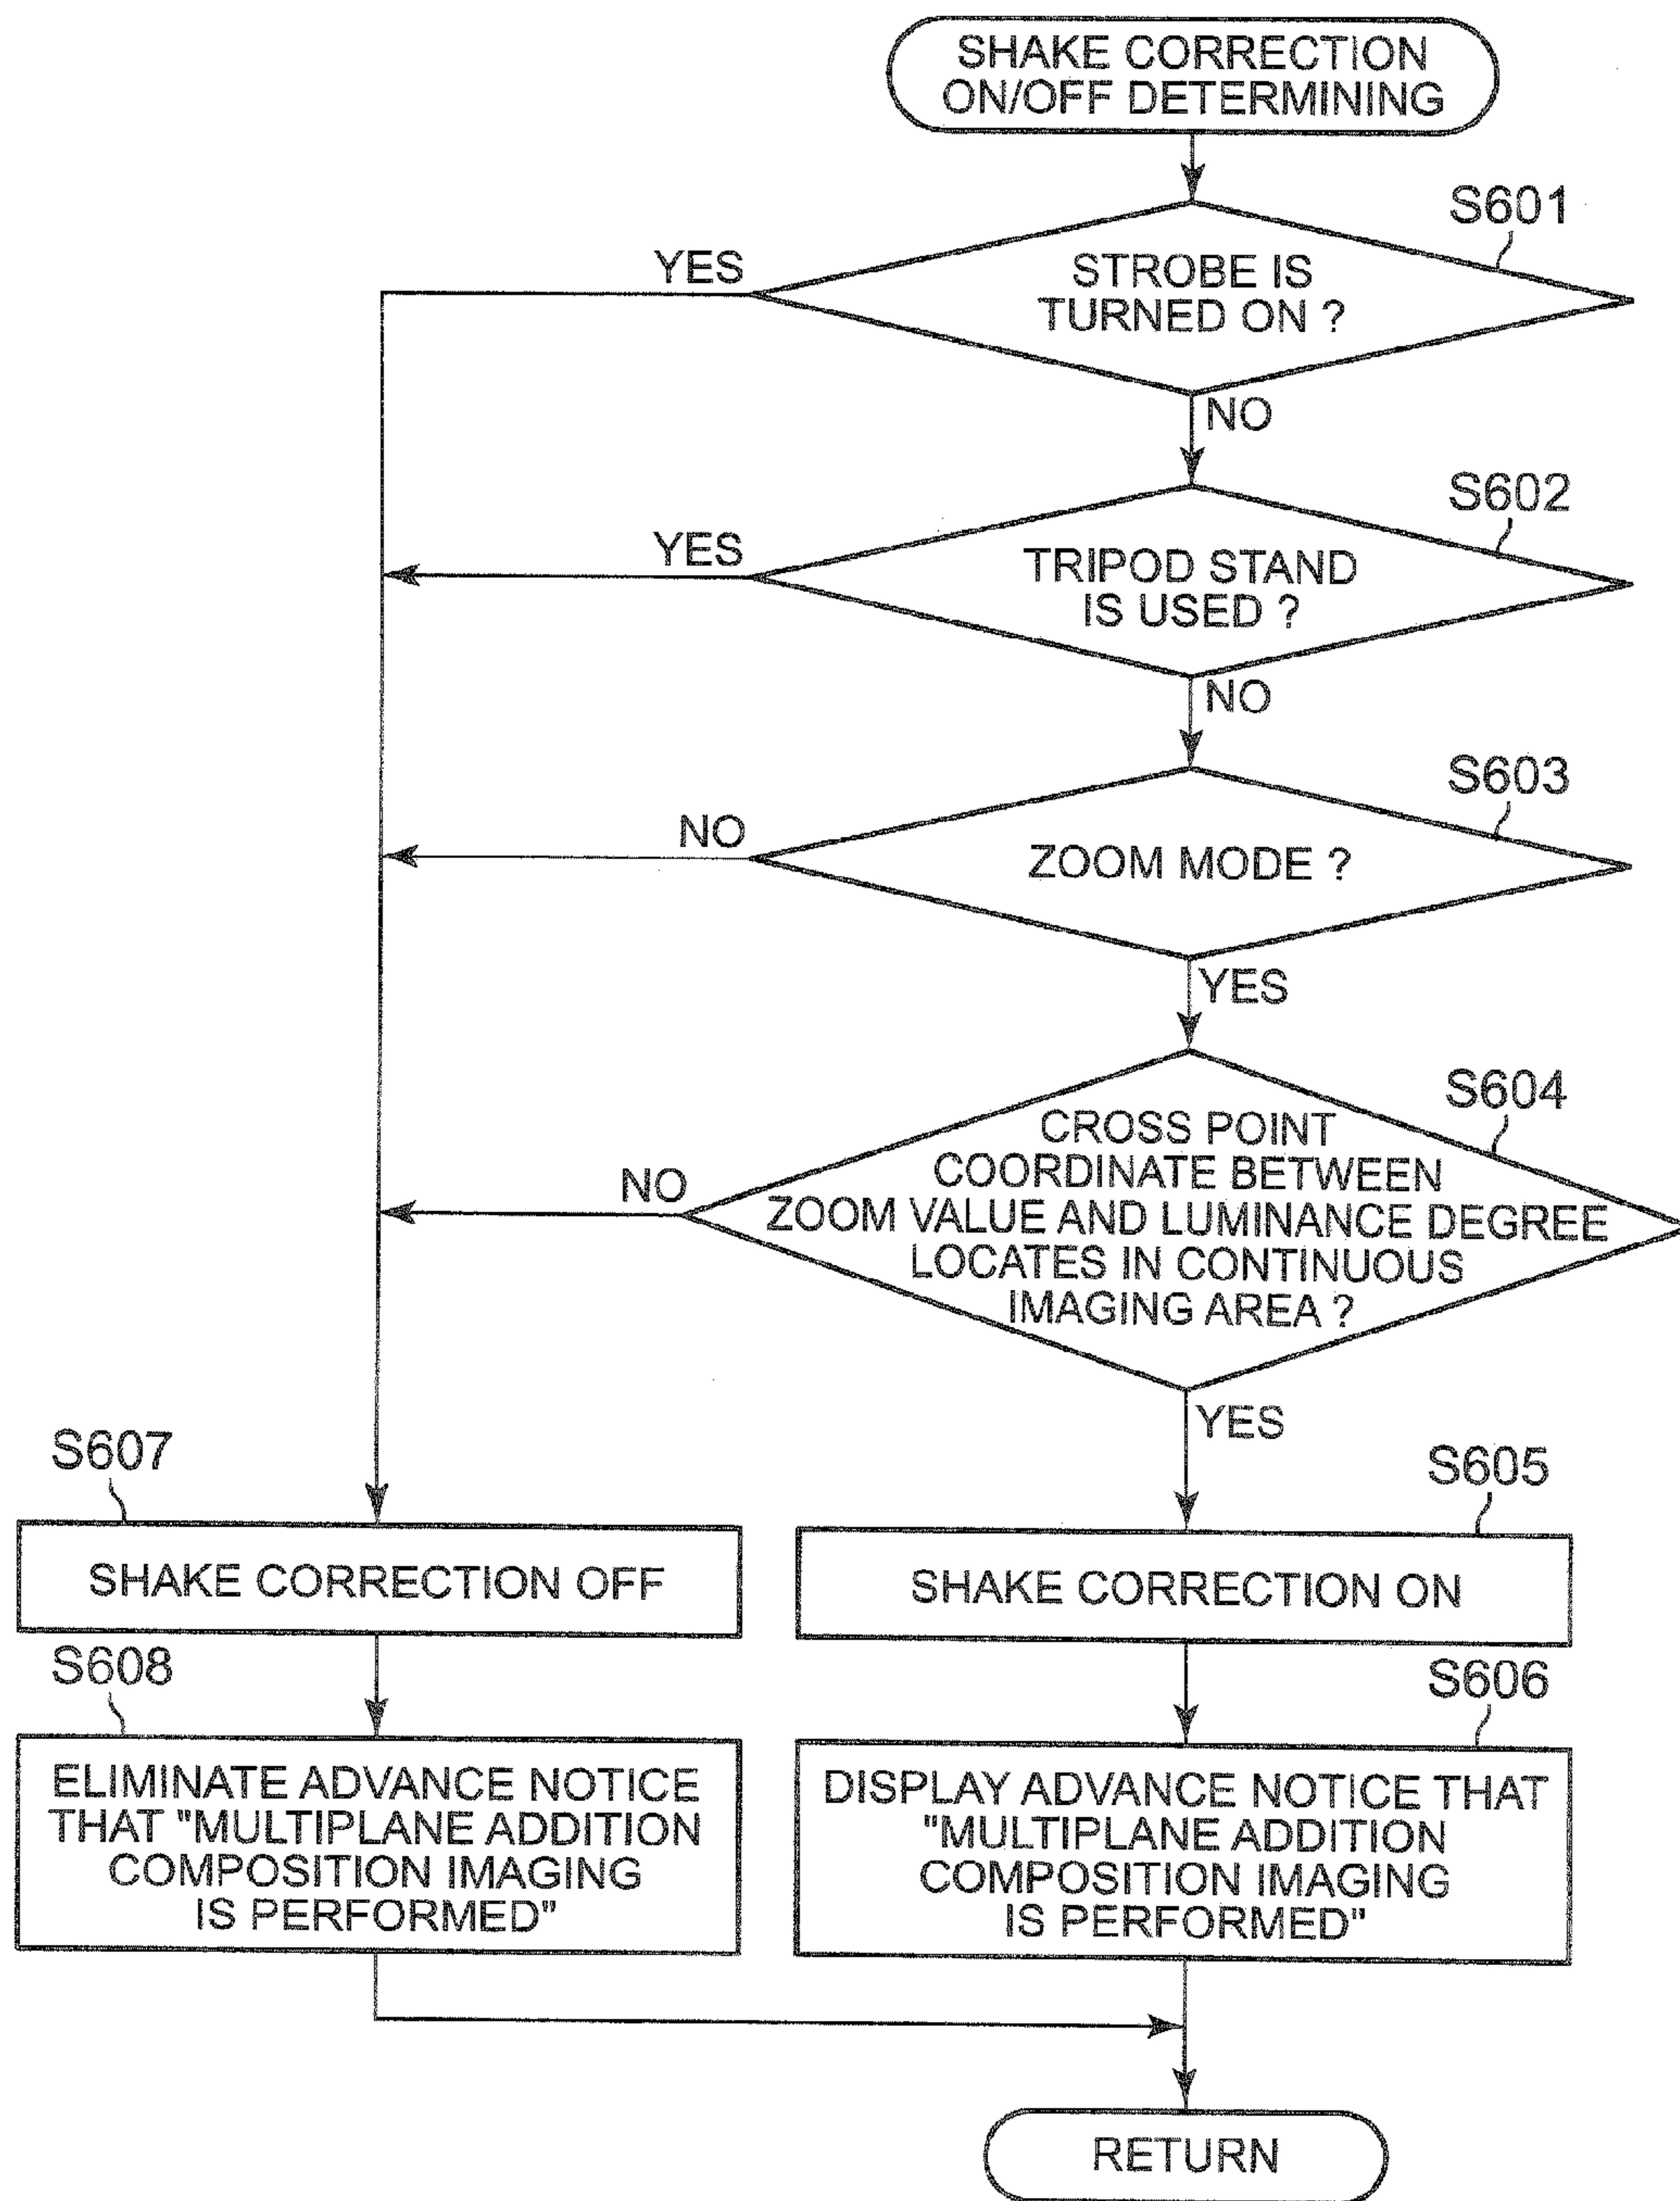 SHAKE CORRECTION
ON/OFF DETERMINING
S601
YES
STROBE IS
TURNED ON ?
NO
S602
YES
TRIPOD STAND
IS USED ?
NO
S603
NO
ZOOM MODE ?
YES
S604
NO
CROSS POINT
COORDINATE BETWEEN
ZOOM VALUE AND LUMINANCE DEGREE
LOCATES IN CONTINUOUS
IMAGING AREA ?
YES
S607
SHAKE CORRECTION OFF
S605
SHAKE CORRECTION ON
S608
ELIMINATE ADVANCE NOTICE
THAT "MULTIPLANE ADDITION
COMPOSITION IMAGING
IS PERFORMED"
S606
DISPLAY ADVANCE NOTICE THAT
"MULTIPLANE ADDITION
COMPOSITION IMAGING
IS PERFORMED"
RETURN